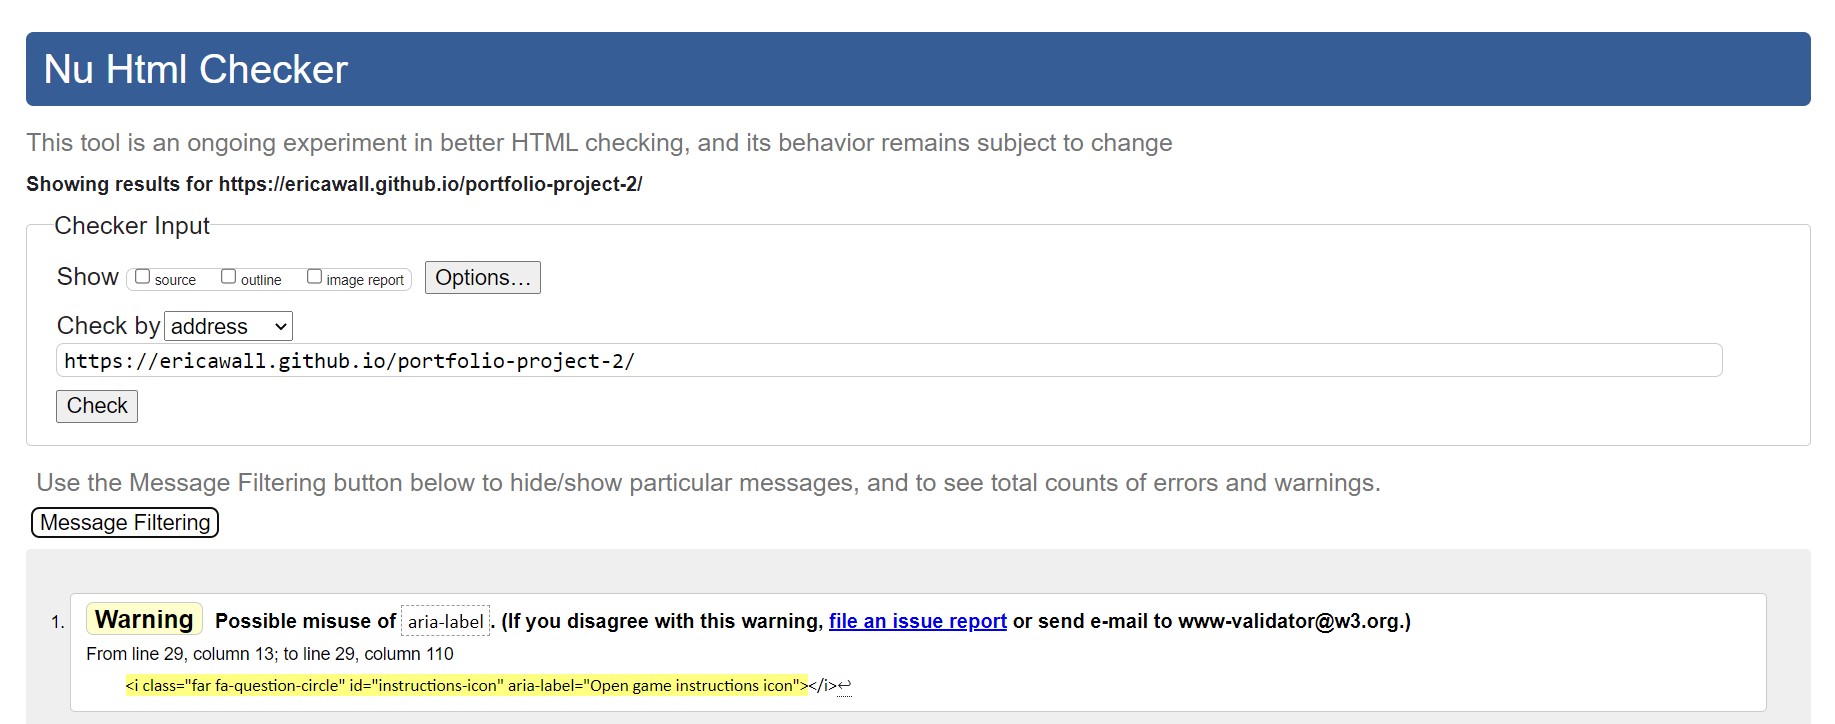 Nu Html Checker
This tool is an ongoing experiment in better HTML checking, and its behavior remains subject to change
Showing results for https://ericawall.github.io/portfolio-project-2/
Checker Input
Show source outline image report Options...
Check by address
https://ericawall.github.io/portfolio-project-2/
Check
Use the Message Filtering button below to hide/show particular messages, and to see total counts of errors and warnings.
Message Filtering
1. Warning Possible misuse of aria-label. (If you disagree with this warning, file an issue report or send e-mail to www-validator@w3.org.)
From line 29, column 13; to line 29, column 110
<i class="far fa-question-circle" id="instructions-icon" aria-label="Open game instructions icon"></i>↩